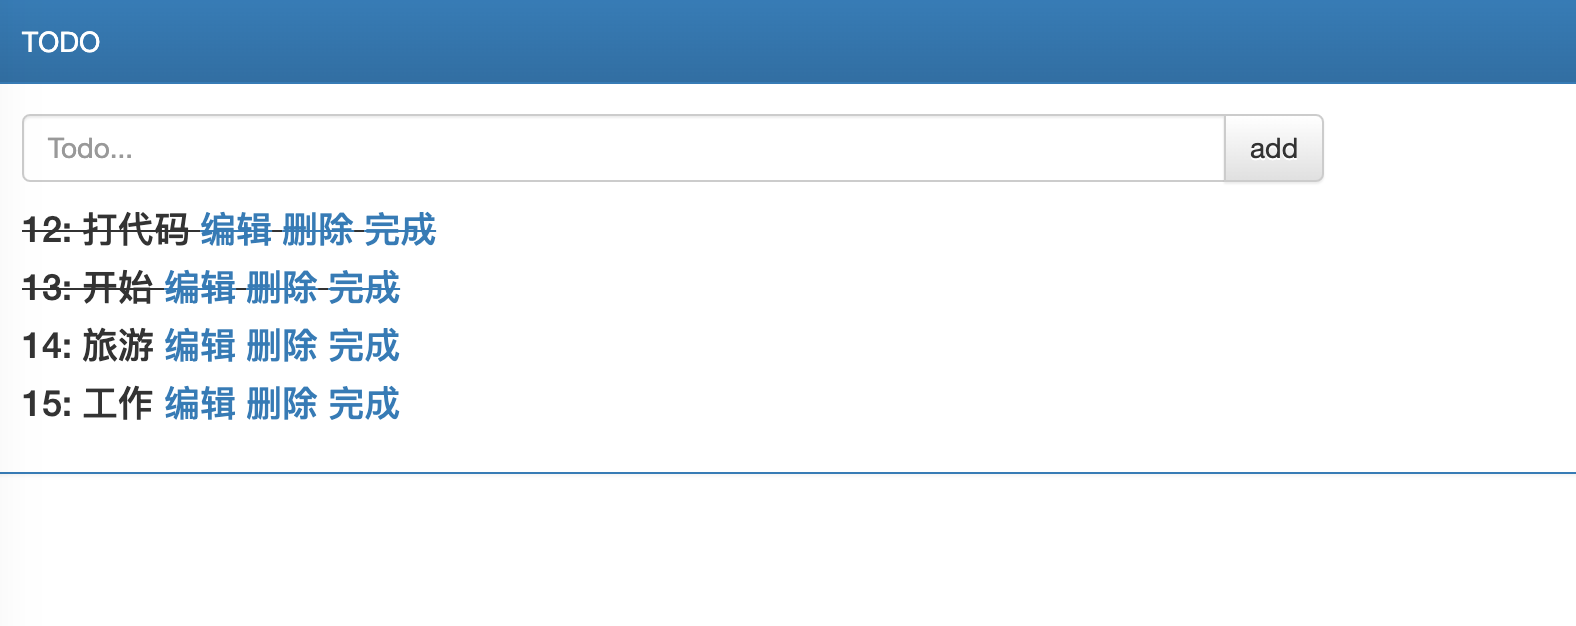 TODO
Todo...
add
12: 打代码 编辑 删除 完成
13: 开始 编辑 删除 完成
14: 旅游 编辑 删除 完成
15: 工作 编辑 删除 完成